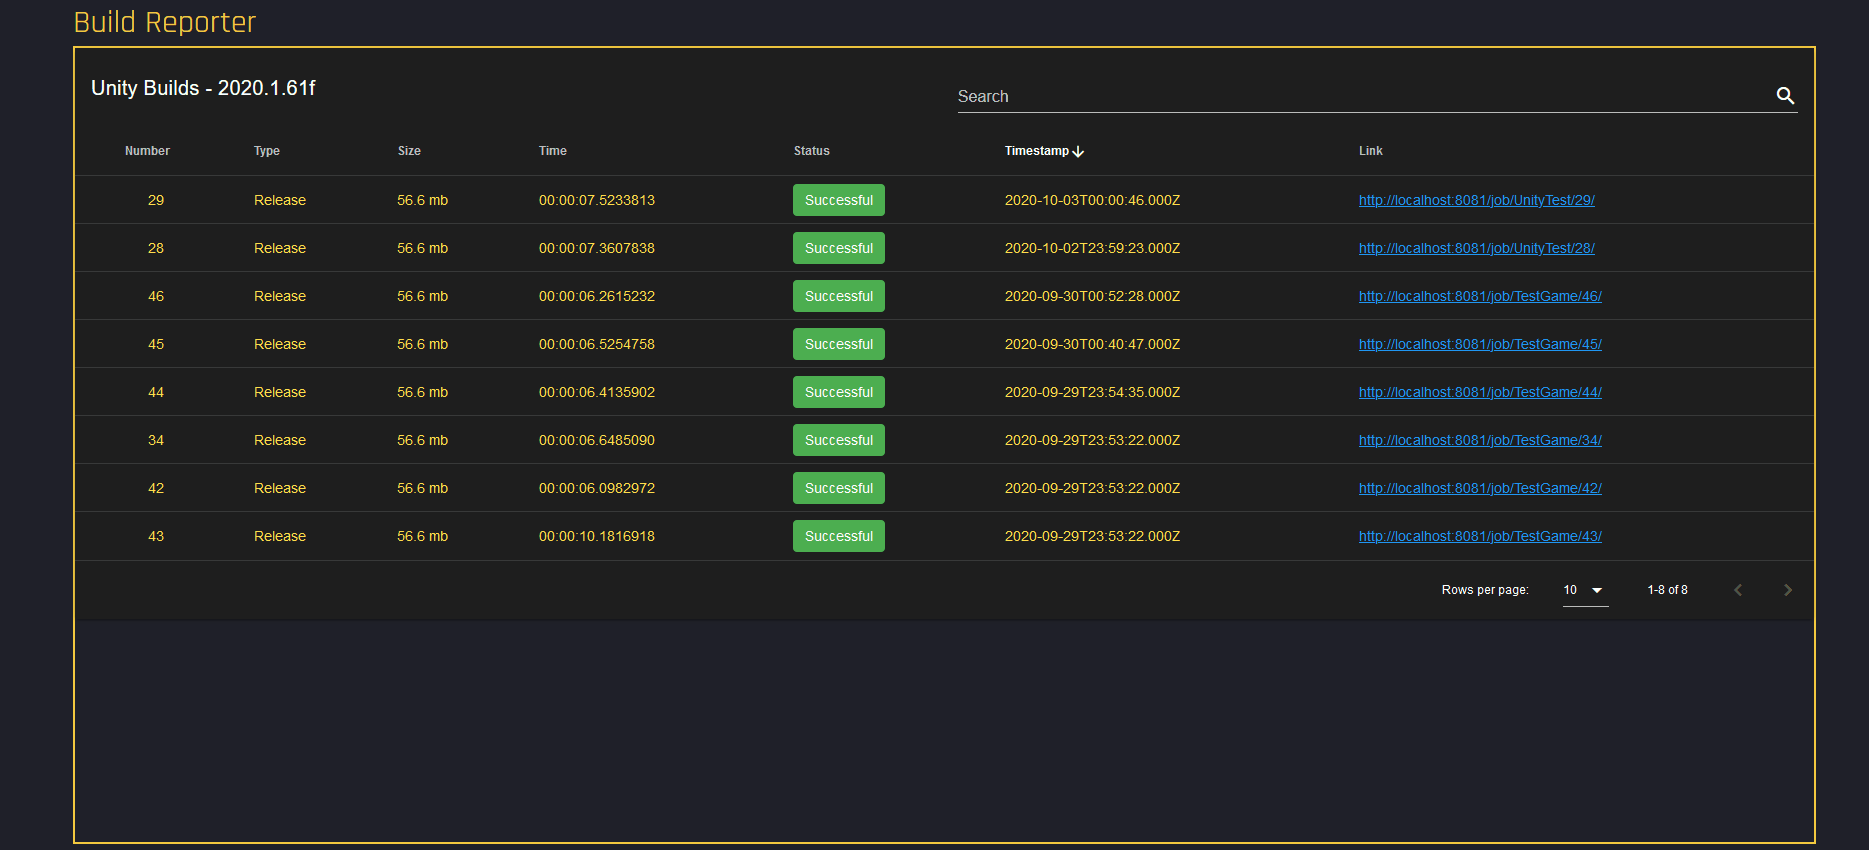 Build Reporter
Unity Builds - 2020.1.61f
Search
Number Type Size Time Status Timestamp Link
29 Release 56.6 mb 00:00:07.5233813 Successful 2020-10-03T00:00:46.000Z http://localhost:8081/job/UnityTest/29/
28 Release 56.6 mb 00:00:07.3607838 Successful 2020-10-02T23:59:23.000Z http://localhost:8081/job/UnityTest/28/
46 Release 56.6 mb 00:00:06.2615232 Successful 2020-09-30T00:52:28.000Z http://localhost:8081/job/TestGame/46/
45 Release 56.6 mb 00:00:06.5254758 Successful 2020-09-30T00:40:47.000Z http://localhost:8081/job/TestGame/45/
44 Release 56.6 mb 00:00:06.4135902 Successful 2020-09-29T23:54:35.000Z http://localhost:8081/job/TestGame/44/
34 Release 56.6 mb 00:00:06.6485090 Successful 2020-09-29T23:53:22.000Z http://localhost:8081/job/TestGame/34/
42 Release 56.6 mb 00:00:06.0982972 Successful 2020-09-29T23:53:22.000Z http://localhost:8081/job/TestGame/42/
43 Release 56.6 mb 00:00:10.1816918 Successful 2020-09-29T23:53:22.000Z http://localhost:8081/job/TestGame/43/
Rows per page: 10 1-8 of 8